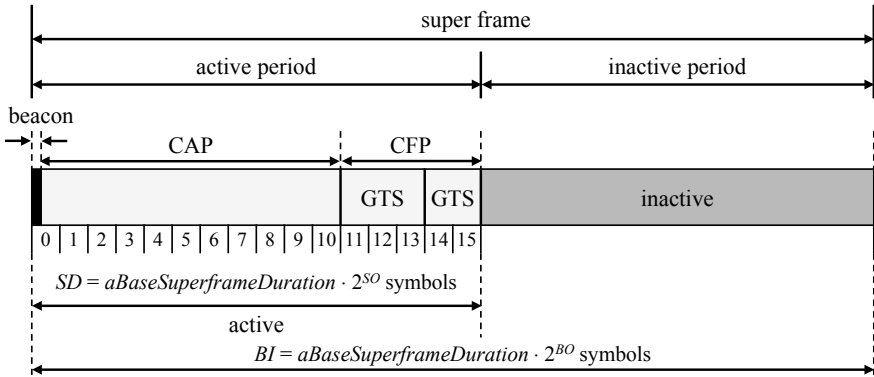 super frame
active period inactive period
beacon
CAP CFP
GTS GTS inactive
0 1 2 3 4 5 6 7 8 9 10 11 12 13 14 15
SD = aBaseSuperframeDuration · 2^SO symbols
active
BI = aBaseSuperframeDuration · 2^BO symbols